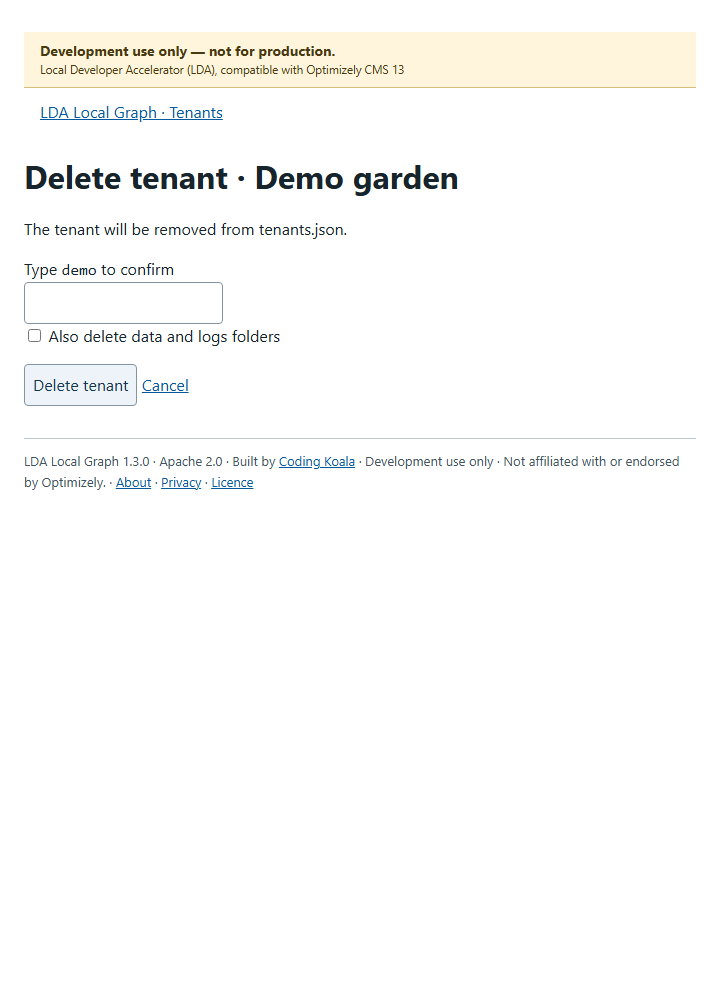 Development use only — not for production.
Local Developer Accelerator (LDA), compatible with Optimizely CMS 13
LDA Local Graph · Tenants
Delete tenant · Demo garden
The tenant will be removed from tenants.json.
Type demo to confirm
Also delete data and logs folders
Delete tenant Cancel
LDA Local Graph 1.3.0 · Apache 2.0 · Built by Coding Koala · Development use only · Not affiliated with or endorsed
by Optimizely. · About · Privacy · Licence